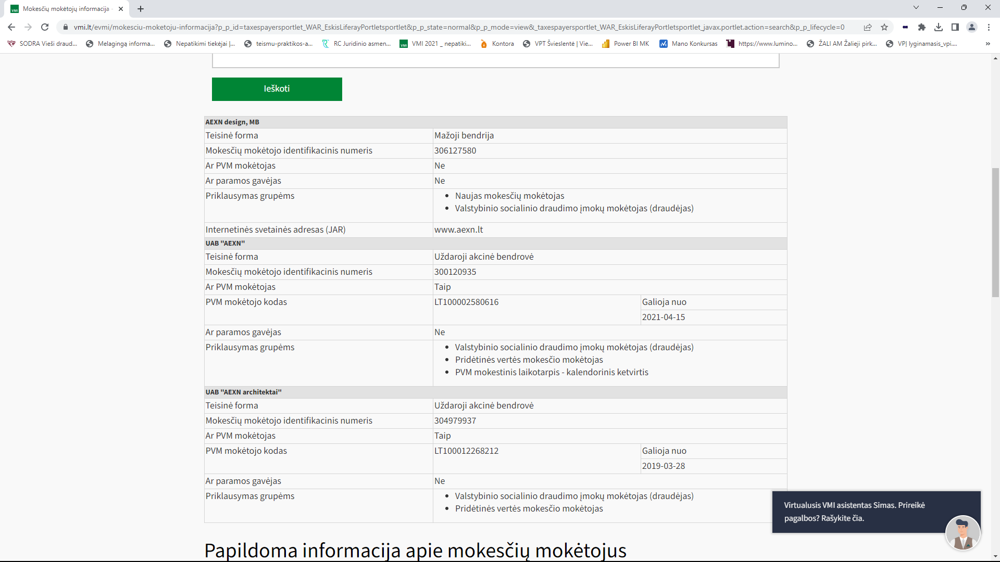 Mokesčių mokėtojų informacija -
vmi.lt/evmi/mokesciu-moketoju-informacija?p_p_id=taxespayersportlet_WAR_EskisLiferayPortletsportlet&p_p_state=normal&p_p_mode=view&_taxespayersportlet_WAR_EskisLiferayPortletsportlet_javax.portlet.action=search&p_p_lifecycle=0
SODRA Vieši draud... Melagingą informa... Nepatikimi tiekėjai |... teismu-praktikos-a... RC Juridinio asmen... VMI VMI 2021 _ nepatiki... Kontora VPT Švieslentė | Vie... Power BI MK Mano Konkursas https://www.lumino... ŽALI AM Žalieji pirk... VPĮ lyginamasis_vpi.... »
Ieškoti
AEXN design, MB
Teisinė forma Mažoji bendrija
Mokesčių mokėtojo identifikacinis numeris 306127580
Ar PVM mokėtojas Ne
Ar paramos gavėjas Ne
Priklausymas grupėms • Naujas mokesčių mokėtojas
• Valstybinio socialinio draudimo įmokų mokėtojas (draudėjas)
Internetinės svetainės adresas (JAR) www.aexn.lt
UAB "AEXN"
Teisinė forma Uždaroji akcinė bendrovė
Mokesčių mokėtojo identifikacinis numeris 300120935
Ar PVM mokėtojas Taip
PVM mokėtojo kodas LT100002580616 Galioja nuo
2021-04-15
Ar paramos gavėjas Ne
Priklausymas grupėms • Valstybinio socialinio draudimo įmokų mokėtojas (draudėjas)
• Pridėtinės vertės mokesčio mokėtojas
• PVM mokestinis laikotarpis - kalendorinis ketvirtis
UAB "AEXN architektai"
Teisinė forma Uždaroji akcinė bendrovė
Mokesčių mokėtojo identifikacinis numeris 304979937
Ar PVM mokėtojas Taip
PVM mokėtojo kodas LT100012268212 Galioja nuo
2019-03-28
Ar paramos gavėjas Ne
Priklausymas grupėms • Valstybinio socialinio draudimo įmokų mokėtojas (draudėjas)
• Pridėtinės vertės mokesčio mokėtojas
Virtualusis VMI asistentas Simas. Prireikė
pagalbos? Rašykite čia.
Papildoma informacija apie mokesčių mokėtojus